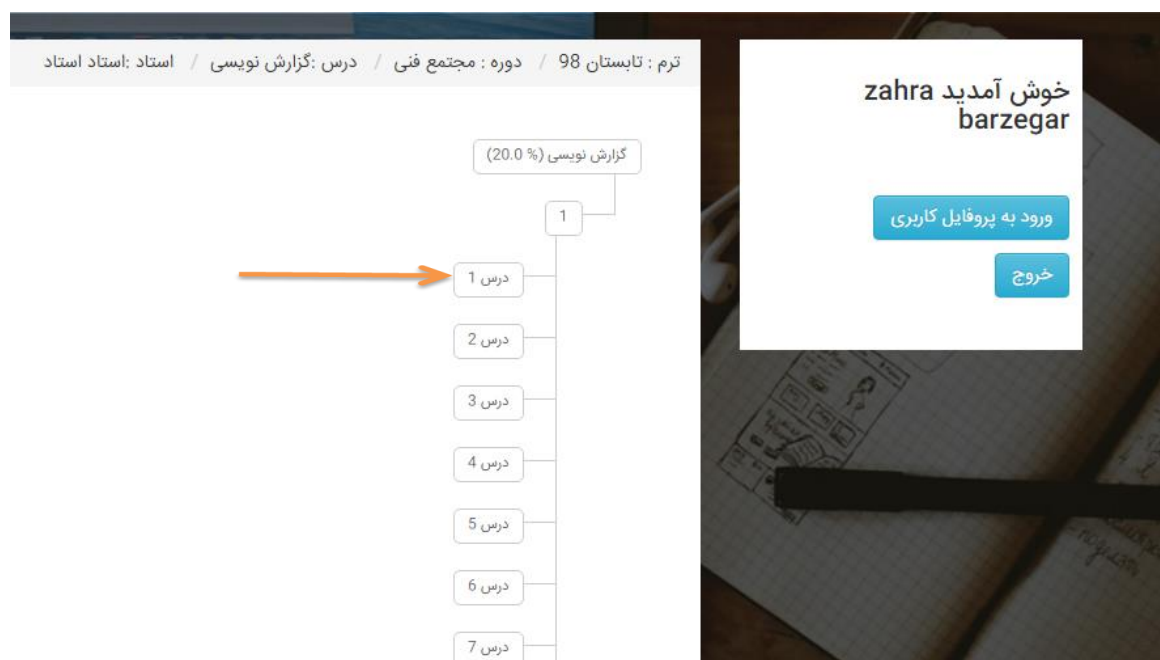 ترم : تابستان 98 / دوره : مجتمع فنی / درس :گزارش نویسی / استاد :استاد استاد
خوش آمدید zahra
barzegar
ورود به پروفایل کاربری
خروج
گزارش نویسی (% 20.0)
1
درس 1
درس 2
درس 3
درس 4
درس 5
درس 6
درس 7